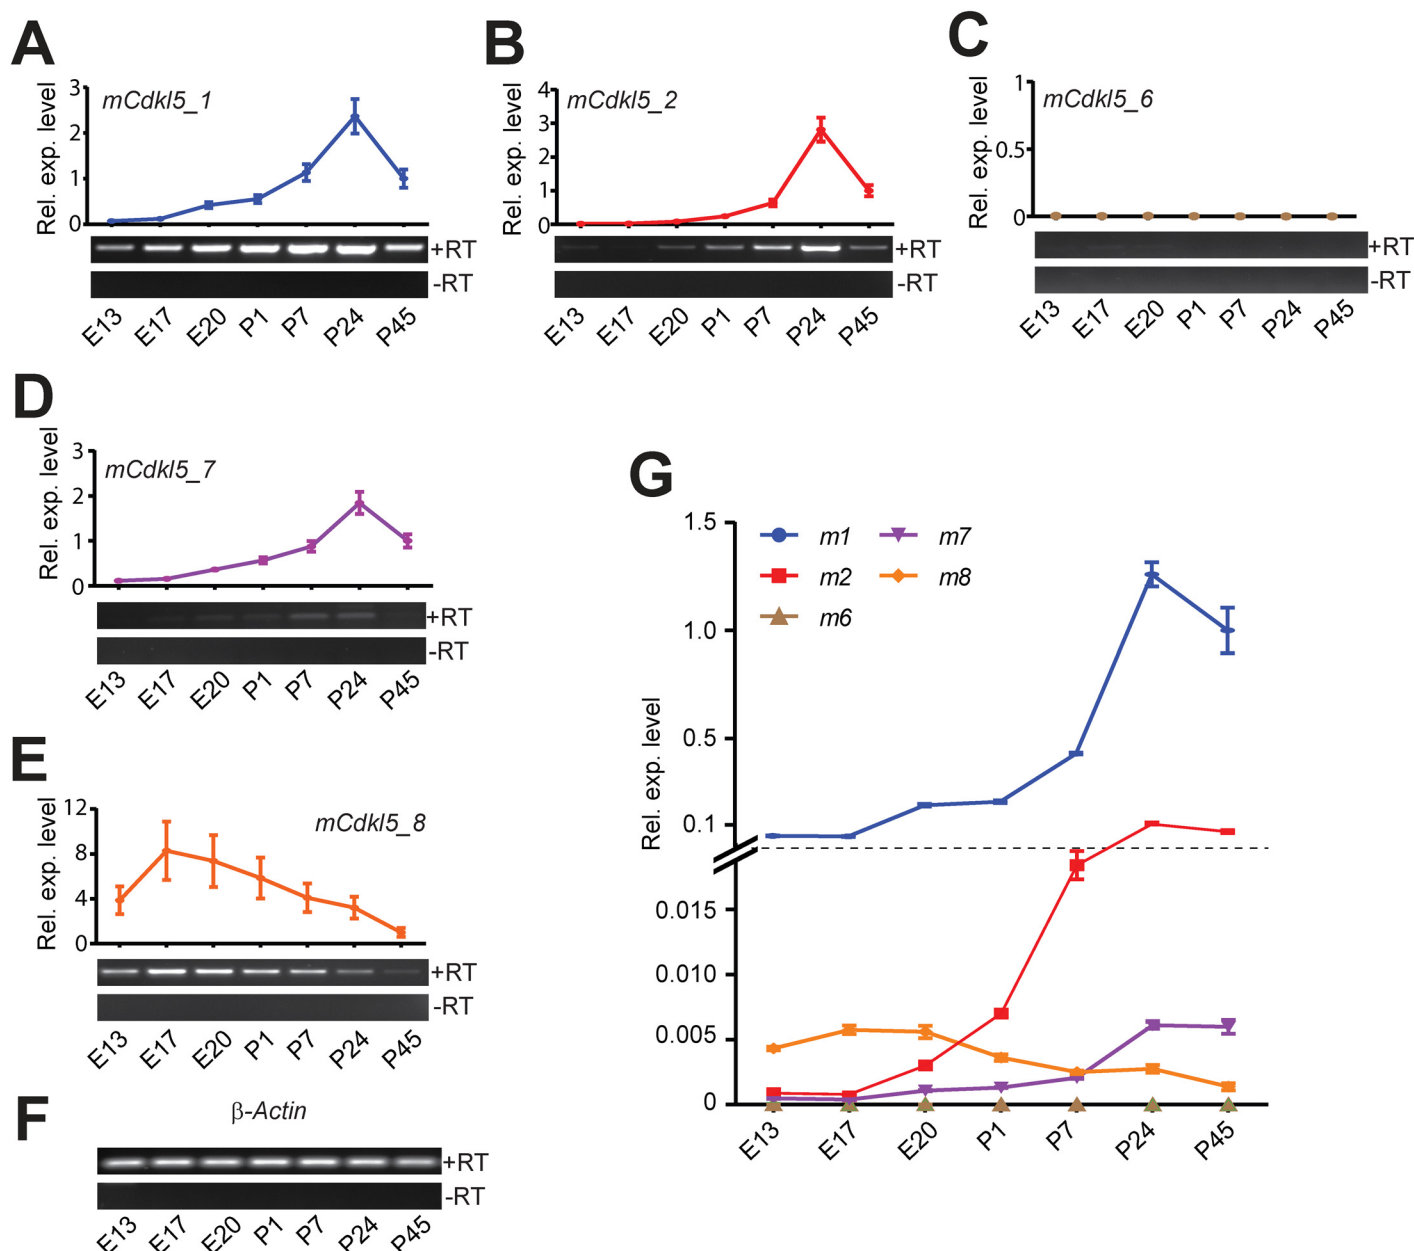 A
mCdkl5_1
Rel. exp. level
3
2
1
0
+RT
-RT
E13 E17 E20 P1 P7 P24 P45
B
mCdkl5_2
Rel. exp. level
4
3
2
1
0
+RT
-RT
E13 E17 E20 P1 P7 P24 P45
C
mCdkl5_6
Rel. exp. level
1
0.5
0
+RT
-RT
E13 E17 E20 P1 P7 P24 P45
D
mCdkl5_7
Rel. exp. level
3
2
1
0
+RT
-RT
E13 E17 E20 P1 P7 P24 P45
E
mCdkl5_8
Rel. exp. level
12
8
4
0
+RT
-RT
E13 E17 E20 P1 P7 P24 P45
F
β-Actin
+RT
-RT
E13 E17 E20 P1 P7 P24 P45
G
m1 m7
m2 m8
m6
Rel. exp. level
1.5
1.0
0.5
0.1
0.015
0.010
0.005
0
E13 E17 E20 P1 P7 P24 P45